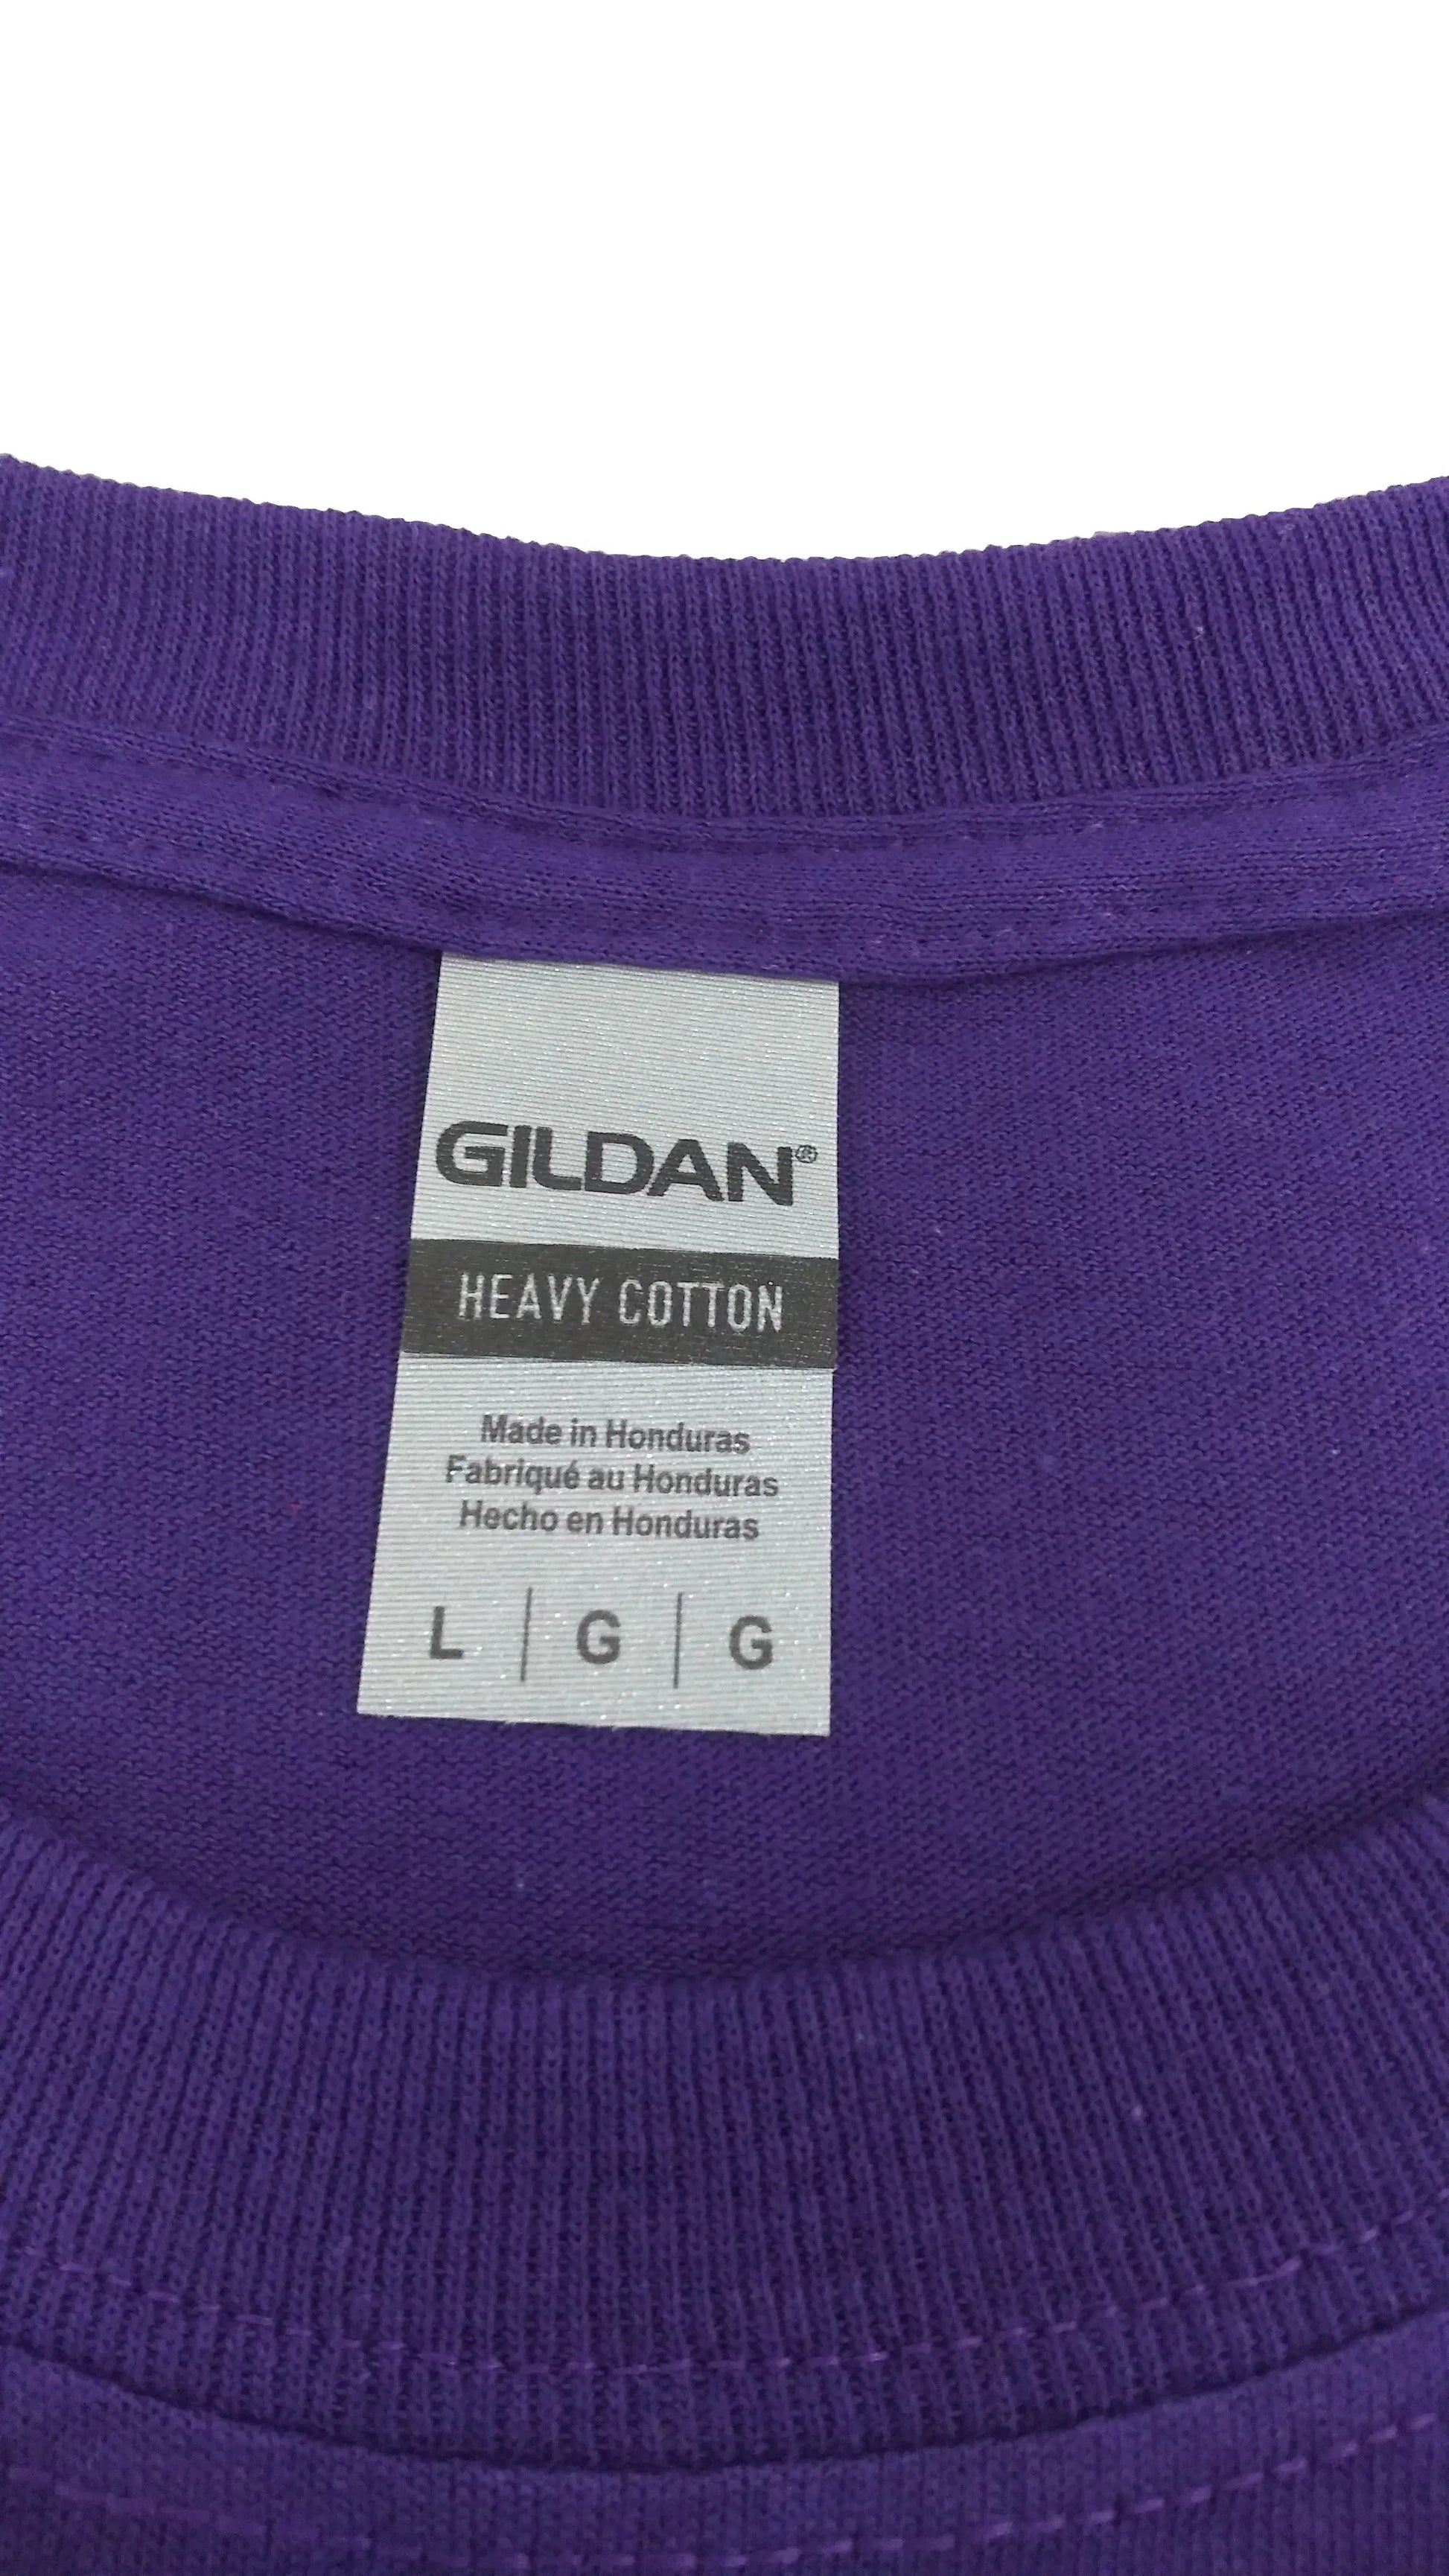 GILDAN®
HEAVY COTTON
Made in Honduras
Fabriqué au Honduras
Hecho en Honduras
L | G | G